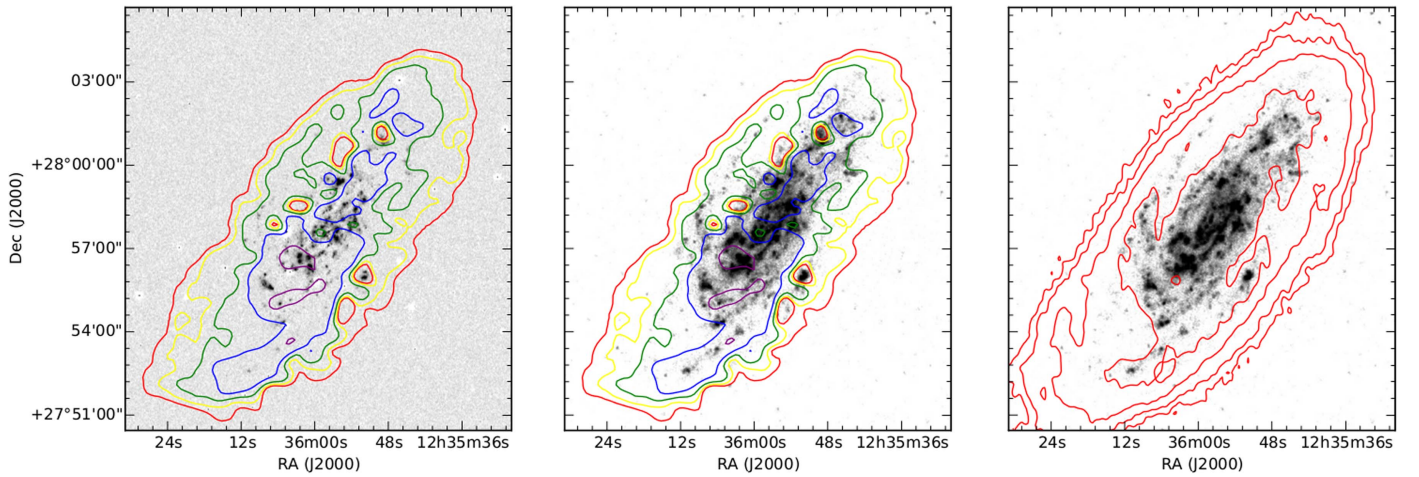 Dec (J2000)
03'00"
+28°00'00"
57'00"
54'00"
+27°51'00"
24s 12s 36m00s 48s 12h35m36s
RA (J2000)
24s 12s 36m00s 48s 12h35m36s
RA (J2000)
24s 12s 36m00s 48s 12h35m36s
RA (J2000)